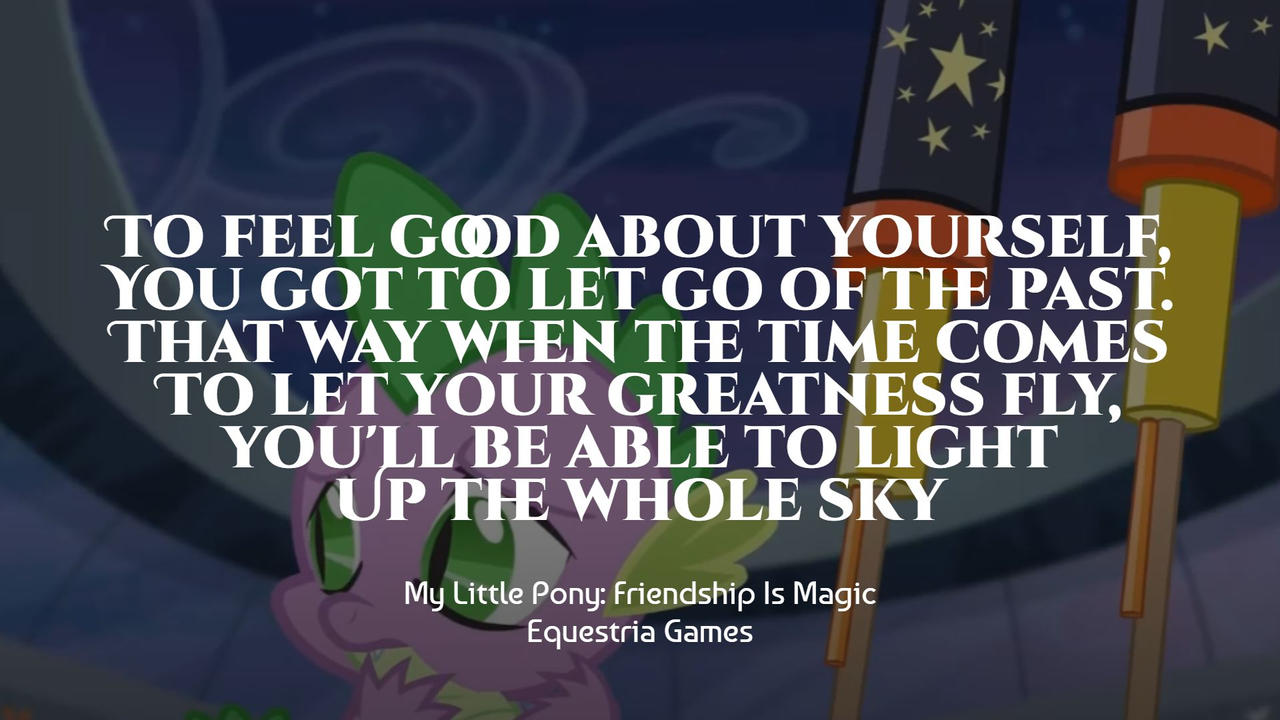 TO FEEL GOOD ABOUT YOURSELF,
YOU GOT TO LET GO OF THE PAST.
THAT WAY WHEN THE TIME COMES
TO LET YOUR GREATNESS FLY,
YOU'LL BE ABLE TO LIGHT
UP THE WHOLE SKY
My Little Pony: Friendship Is Magic
Equestria Games